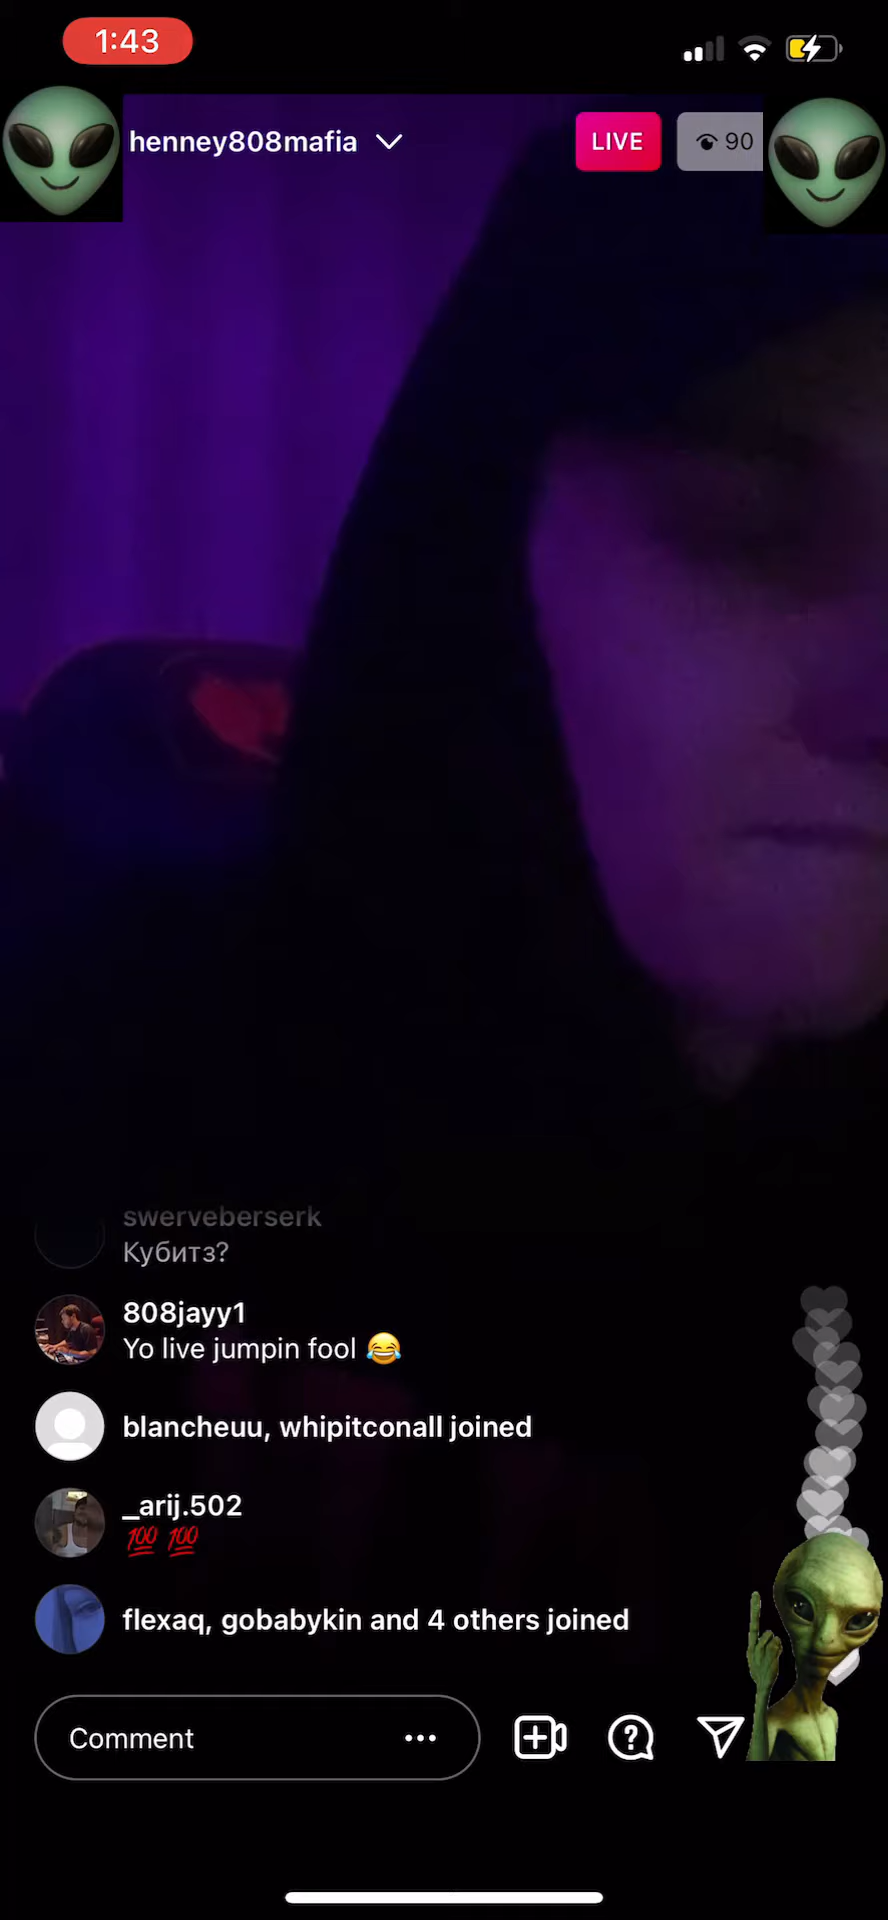 1:43
henney808mafia
LIVE
90
swerveberserk
Кубитз?
808jayy1
Yo live jumpin fool 😂
blancheuu, whipitconall joined
_arij.502
💯 💯
flexaq, gobabykin and 4 others joined
Comment